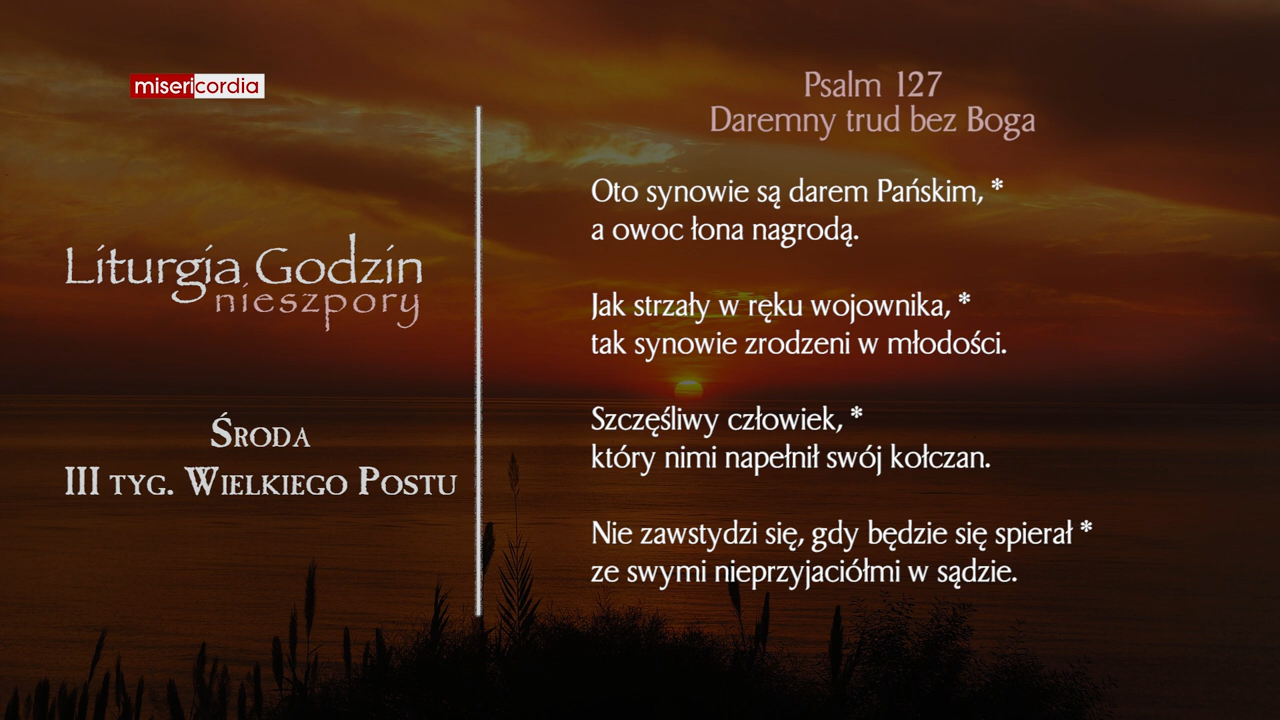 misericordia
Liturgia Godzin
nieszpory
Środa
III tyg. Wielkiego Postu
Psalm 127
Daremny trud bez Boga
Oto synowie są darem Pańskim, *
a owoc łona nagrodą.
Jak strzały w ręku wojownika, *
tak synowie zrodzeni w młodości.
Szczęśliwy człowiek, *
który nimi napełnił swój kołczan.
Nie zawstydzi się, gdy będzie się spierał *
ze swymi nieprzyjaciółmi w sądzie.